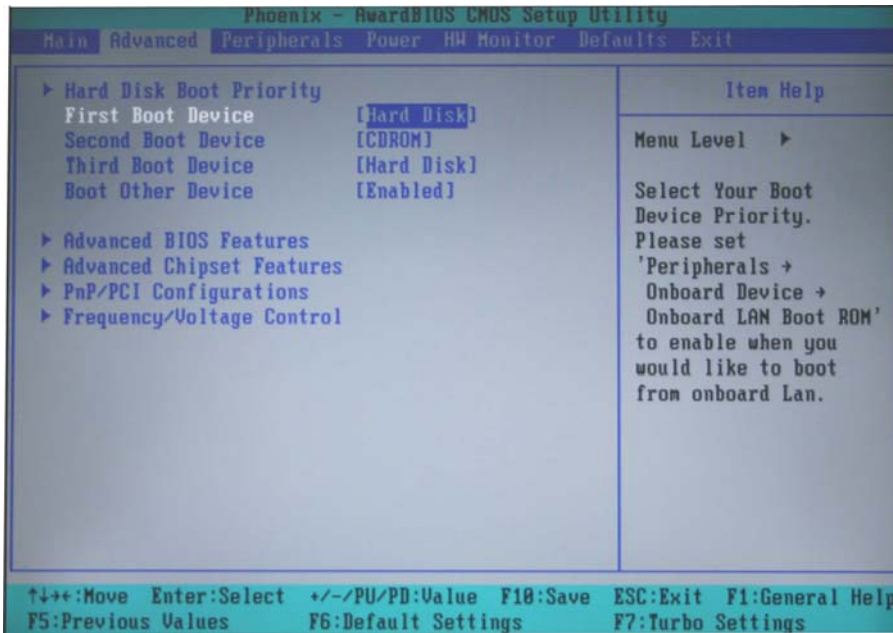 Phoenix - AwardBIOS CMOS Setup Utility
Main Advanced Peripherals Power HW Monitor Defaults Exit
▶ Hard Disk Boot Priority
First Boot Device [Hard Disk]
Second Boot Device [CDROM]
Third Boot Device [Hard Disk]
Boot Other Device [Enabled]
▶ Advanced BIOS Features
▶ Advanced Chipset Features
▶ PnP/PCI Configurations
▶ Frequency/Voltage Control
Item Help
Menu Level ▶
Select Your Boot
Device Priority.
Please set
'Peripherals →
Onboard Device →
Onboard LAN Boot ROM'
to enable when you
would like to boot
from onboard Lan.
↑↓→←:Move Enter:Select +/-/PU/PD:Value F10:Save ESC:Exit F1:General Help
F5:Previous Values F6:Default Settings F7:Turbo Settings